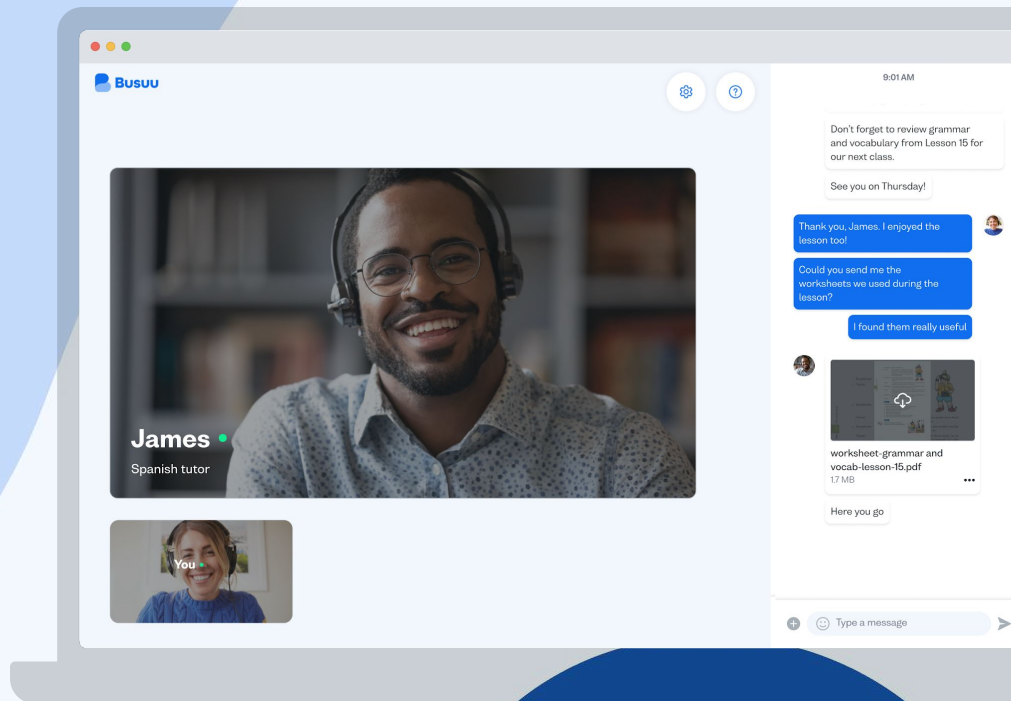 Busuu
James
Spanish tutor
You
9:01 AM
Don't forget to review grammar
and vocabulary from Lesson 15 for
our next class.
See you on Thursday!
Thank you, James. I enjoyed the
lesson too!
Could you send me the
worksheets we used during the
lesson?
I found them really useful
worksheet-grammar and
vocab-lesson-15.pdf
1.7 MB
Here you go
Type a message